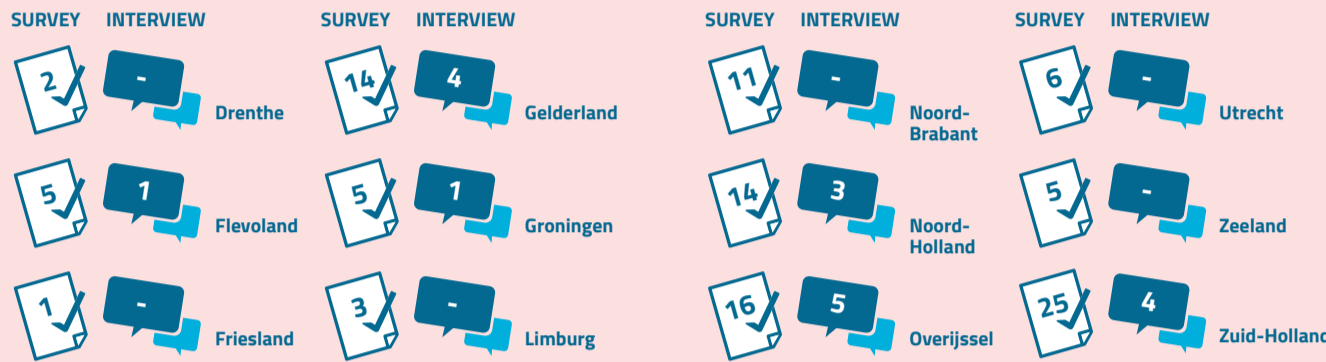 SURVEY INTERVIEW SURVEY INTERVIEW SURVEY INTERVIEW SURVEY INTERVIEW
2 - Drenthe
5 1 Flevoland
1 - Friesland
14 4 Gelderland
5 1 Groningen
3 - Limburg
11 - Noord-
Brabant
14 3 Noord-
Holland
16 5 Overijssel
6 - Utrecht
5 - Zeeland
25 4 Zuid-Holland